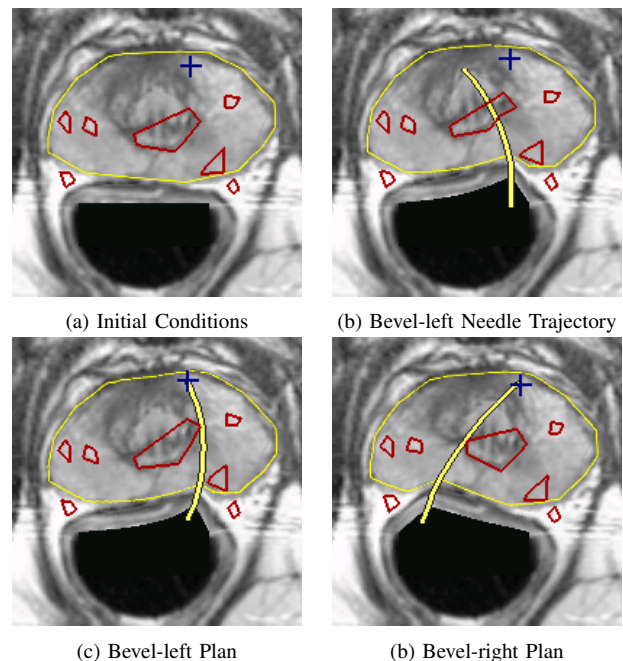 (a) Initial Conditions
(b) Bevel-left Needle Trajectory
(c) Bevel-left Plan
(b) Bevel-right Plan